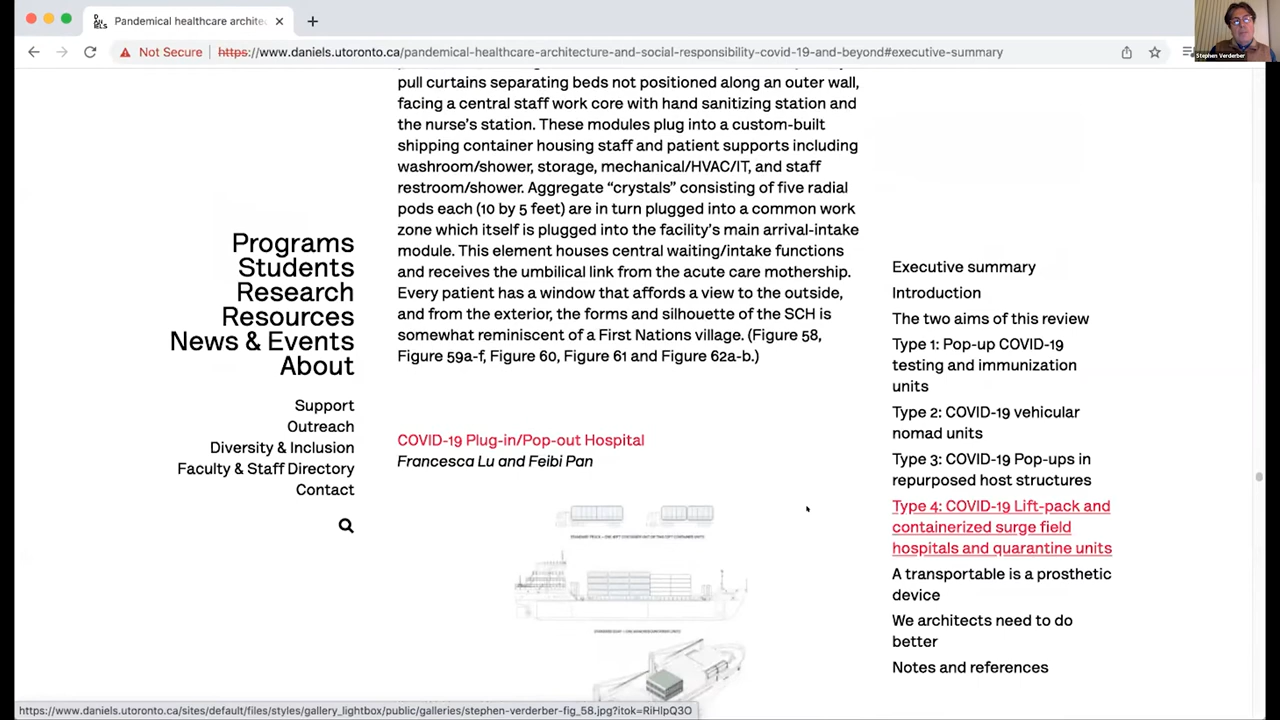 Pandemical healthcare archite
Not Secure
https://www.daniels.utoronto.ca/pandemical-healthcare-architecture-and-social-responsibility-covid-19-and-beyond#executive-summary
Stephen Verderber
pull curtains separating beds not positioned along an outer wall,
facing a central staff work core with hand sanitizing station and
the nurse's station. These modules plug into a custom-built
shipping container housing staff and patient supports including
washroom/shower, storage, mechanical/HVAC/IT, and staff
restroom/shower. Aggregate “crystals” consisting of five radial
pods each (10 by 5 feet) are in turn plugged into a common work
zone which itself is plugged into the facility's main arrival-intake
module. This element houses central waiting/intake functions
and receives the umbilical link from the acute care mothership.
Every patient has a window that affords a view to the outside,
and from the exterior, the forms and silhouette of the SCH is
somewhat reminiscent of a First Nations village. (Figure 58,
Figure 59a-f, Figure 60, Figure 61 and Figure 62a-b.)
COVID-19 Plug-in/Pop-out Hospital
Francesca Lu and Feibi Pan
Programs
Students
Research
Resources
News & Events
About
Support
Outreach
Diversity & Inclusion
Faculty & Staff Directory
Contact
Executive summary
Introduction
The two aims of this review
Type 1: Pop-up COVID-19
testing and immunization
units
Type 2: COVID-19 vehicular
nomad units
Type 3: COVID-19 Pop-ups in
repurposed host structures
Type 4: COVID-19 Lift-pack and
containerized surge field
hospitals and quarantine units
A transportable is a prosthetic
device
We architects need to do
better
Notes and references
https://www.daniels.utoronto.ca/sites/default/files/styles/gallery_lightbox/public/galleries/stephen-verderber-fig_58.jpg?itok=RiHlpQ3O